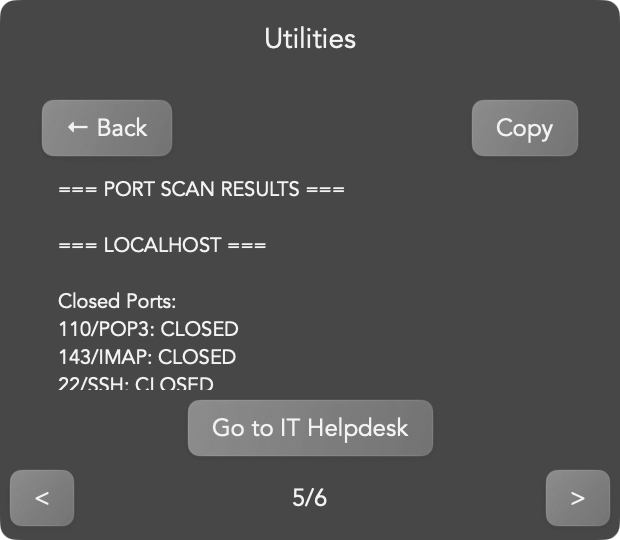 Utilities
← Back
Copy
=== PORT SCAN RESULTS ===
=== LOCALHOST ===
Closed Ports:
110/POP3: CLOSED
143/IMAP: CLOSED
22/SSH: CLOSED
Go to IT Helpdesk
<
5/6
>